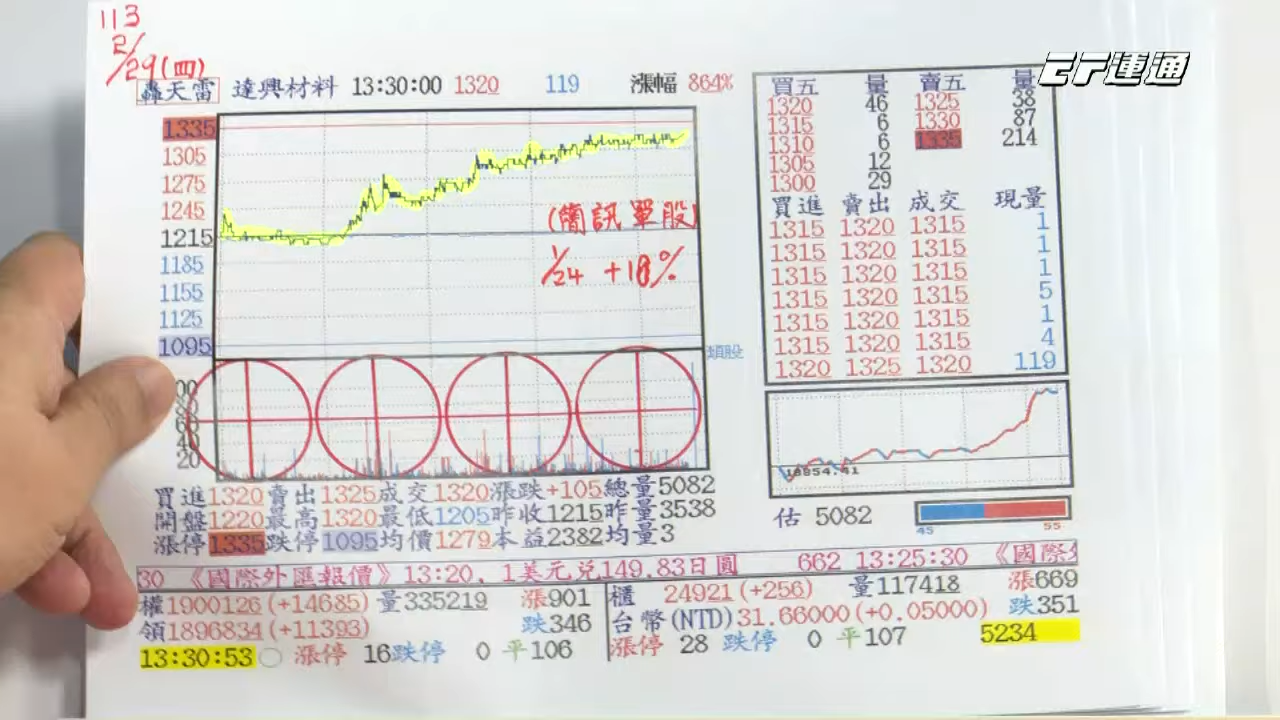 113
2/29(四)
ET運通
轟天雷 達興材料 13:30:00 1320 119 漲幅 864%
1335
1305
1275
1245
1215
1185
1155
1125
1095
(簡訊單股)
1/24 +18%
80
60
40
20
買五 量 賣五 量
1320 46 1325 38
1315 6 1330 87
1310 6 1335 214
1305 12
1300 29
買進 賣出 成交 現量
1315 1320 1315 1
1315 1320 1315 1
1315 1320 1315 1
1315 1320 1315 5
1315 1320 1315 1
1315 1320 1315 4
1320 1325 1320 119
18854.41
估 5082
45 55
買進1320賣出1325成交1320漲跌+105總量5082
開盤1220最高1320最低1205昨收1215昨量3538
漲停1335跌停1095均價1279本益2382均量3
30 《國際外匯報價》13:20, 1美元兌149.83日圓 662 13:25:30 《國際
權1900126(+14685) 量335219 漲901
跌346
領1896834(+11393)
13:30:53 漲停 16跌停 0 平106
櫃 24921(+256) 量117418 漲669
台幣(NTD)31.66000(+0.05000) 跌351
漲停 28 跌停 0 平107 5234